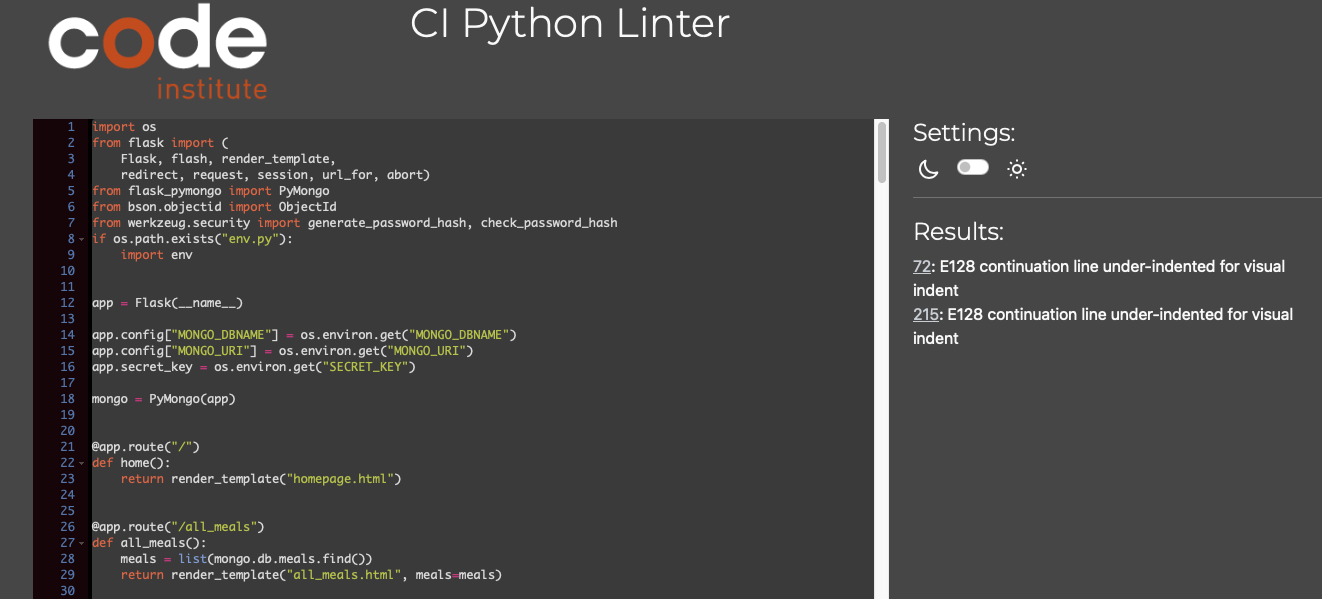 code
institute
CI Python Linter
1 import os
2 from flask import (
3     Flask, flash, render_template,
4     redirect, request, session, url_for, abort)
5 from flask_pymongo import PyMongo
6 from bson.objectid import ObjectId
7 from werkzeug.security import generate_password_hash, check_password_hash
8 if os.path.exists("env.py"):
9     import env
10
11
12 app = Flask(__name__)
13
14 app.config["MONGO_DBNAME"] = os.environ.get("MONGO_DBNAME")
15 app.config["MONGO_URI"] = os.environ.get("MONGO_URI")
16 app.secret_key = os.environ.get("SECRET_KEY")
17
18 mongo = PyMongo(app)
19
20
21 @app.route("/")
22 def home():
23     return render_template("homepage.html")
24
25
26 @app.route("/all_meals")
27 def all_meals():
28     meals = list(mongo.db.meals.find())
29     return render_template("all_meals.html", meals=meals)
30
Settings:
Results:
72: E128 continuation line under-indented for visual
indent
215: E128 continuation line under-indented for visual
indent